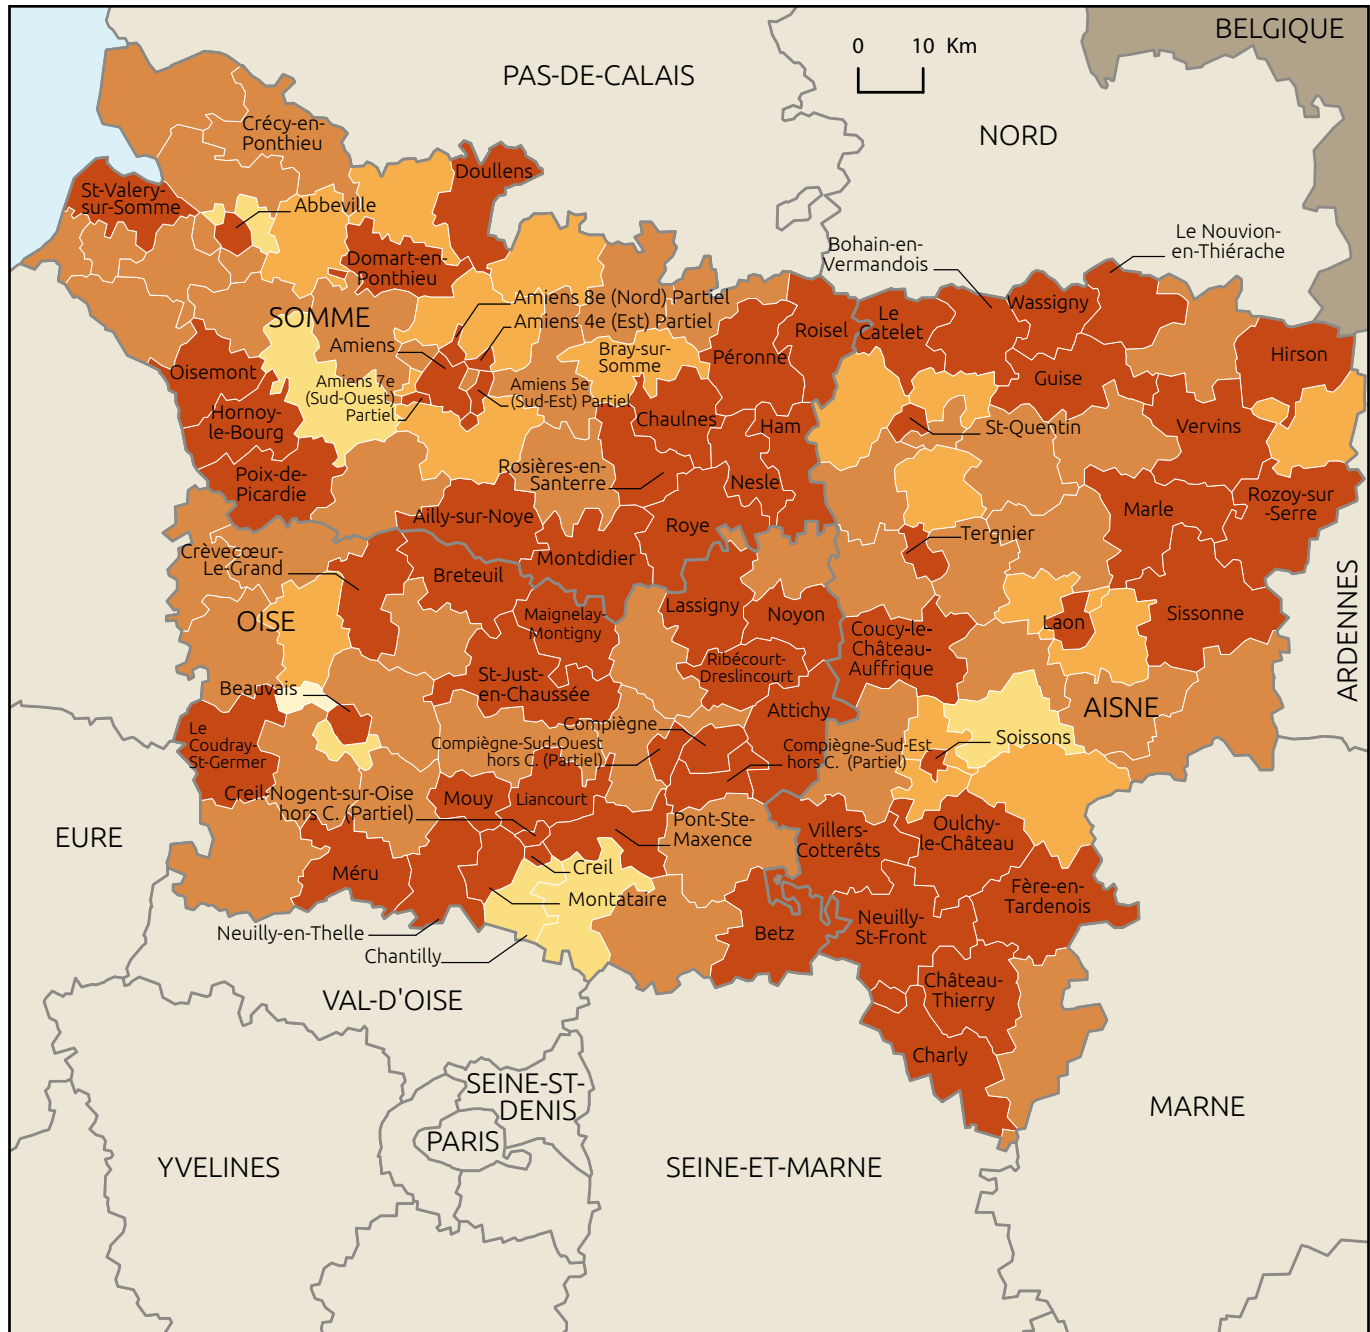 BELGIQUE
0 10 Km
PAS-DE-CALAIS
NORD
Crécy-en-
Ponthieu
Doullens
St-Valery-
sur-Somme
Abbeville
Le Nouvion-
en-Thiérache
Bohain-en-
Vermandois
Domart-en-
Ponthieu
Amiens 8e (Nord) Partiel
Wassigny
SOMME
Amiens 4e (Est) Partiel
Roisel
Le
Catelet
Amiens
Bray-sur-
Somme
Péronne
Hirson
Oisemont
Guise
Amiens 7e
(Sud-Ouest)
Partiel
Amiens 5e
(Sud-Est) Partiel
Hornoy-
le-Bourg
Chaulnes
Ham
St-Quentin
Vervins
Poix-de-
Picardie
Rosières-en-
Santerre
Nesle
Rozoy-sur
-Serre
Marle
Ailly-sur-Noye
Roye
Tergnier
Crèvecœur-
Le-Grand
Breteuil
Montdidier
ARDENNES
OISE
Maignelay-
Montigny
Lassigny
Noyon
Laon
Sissonne
Coucy-le-
Château-
Auffrique
St-Just-
en-Chaussée
Ribécourt-
Dreslincourt
Beauvais
AISNE
Attichy
Le
Coudray-
St-Germer
Compiègne
Compiègne-Sud-Ouest
hors C. (Partiel)
Compiègne-Sud-Est
hors C. (Partiel)
Soissons
Creil-Nogent-sur-Oise
hors C. (Partiel)
Mouy
Liancourt
EURE
Pont-Ste-
Maxence
Villers-
Cotterêts
Oulchy-
le-Château
Méru
Creil
Montataire
Fère-en-
Tardenois
Neuilly-en-Thelle
Betz
Neuilly-
St-Front
Chantilly
VAL-D'OISE
Château-
Thierry
Charly
SEINE-ST-
DENIS
MARNE
PARIS
YVELINES
SEINE-ET-MARNE